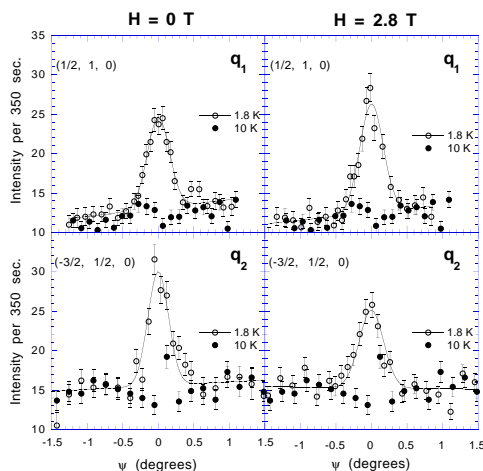 H = 0 T
H = 2.8 T
Intensity per 350 sec.
35
30
25
20
15
10
(1/2, 1, 0)
q1
1.8 K
10 K
(1/2, 1, 0)
q1
1.8 K
10 K
Intensity per 350 sec.
30
25
20
15
10
(-3/2, 1/2, 0)
q2
1.8 K
10 K
(-3/2, 1/2, 0)
q2
1.8 K
10 K
-1.5 -1 -0.5 0 0.5 1 1.5 -1 -0.5 0 0.5 1 1.5
ψ (degrees)
ψ (degrees)